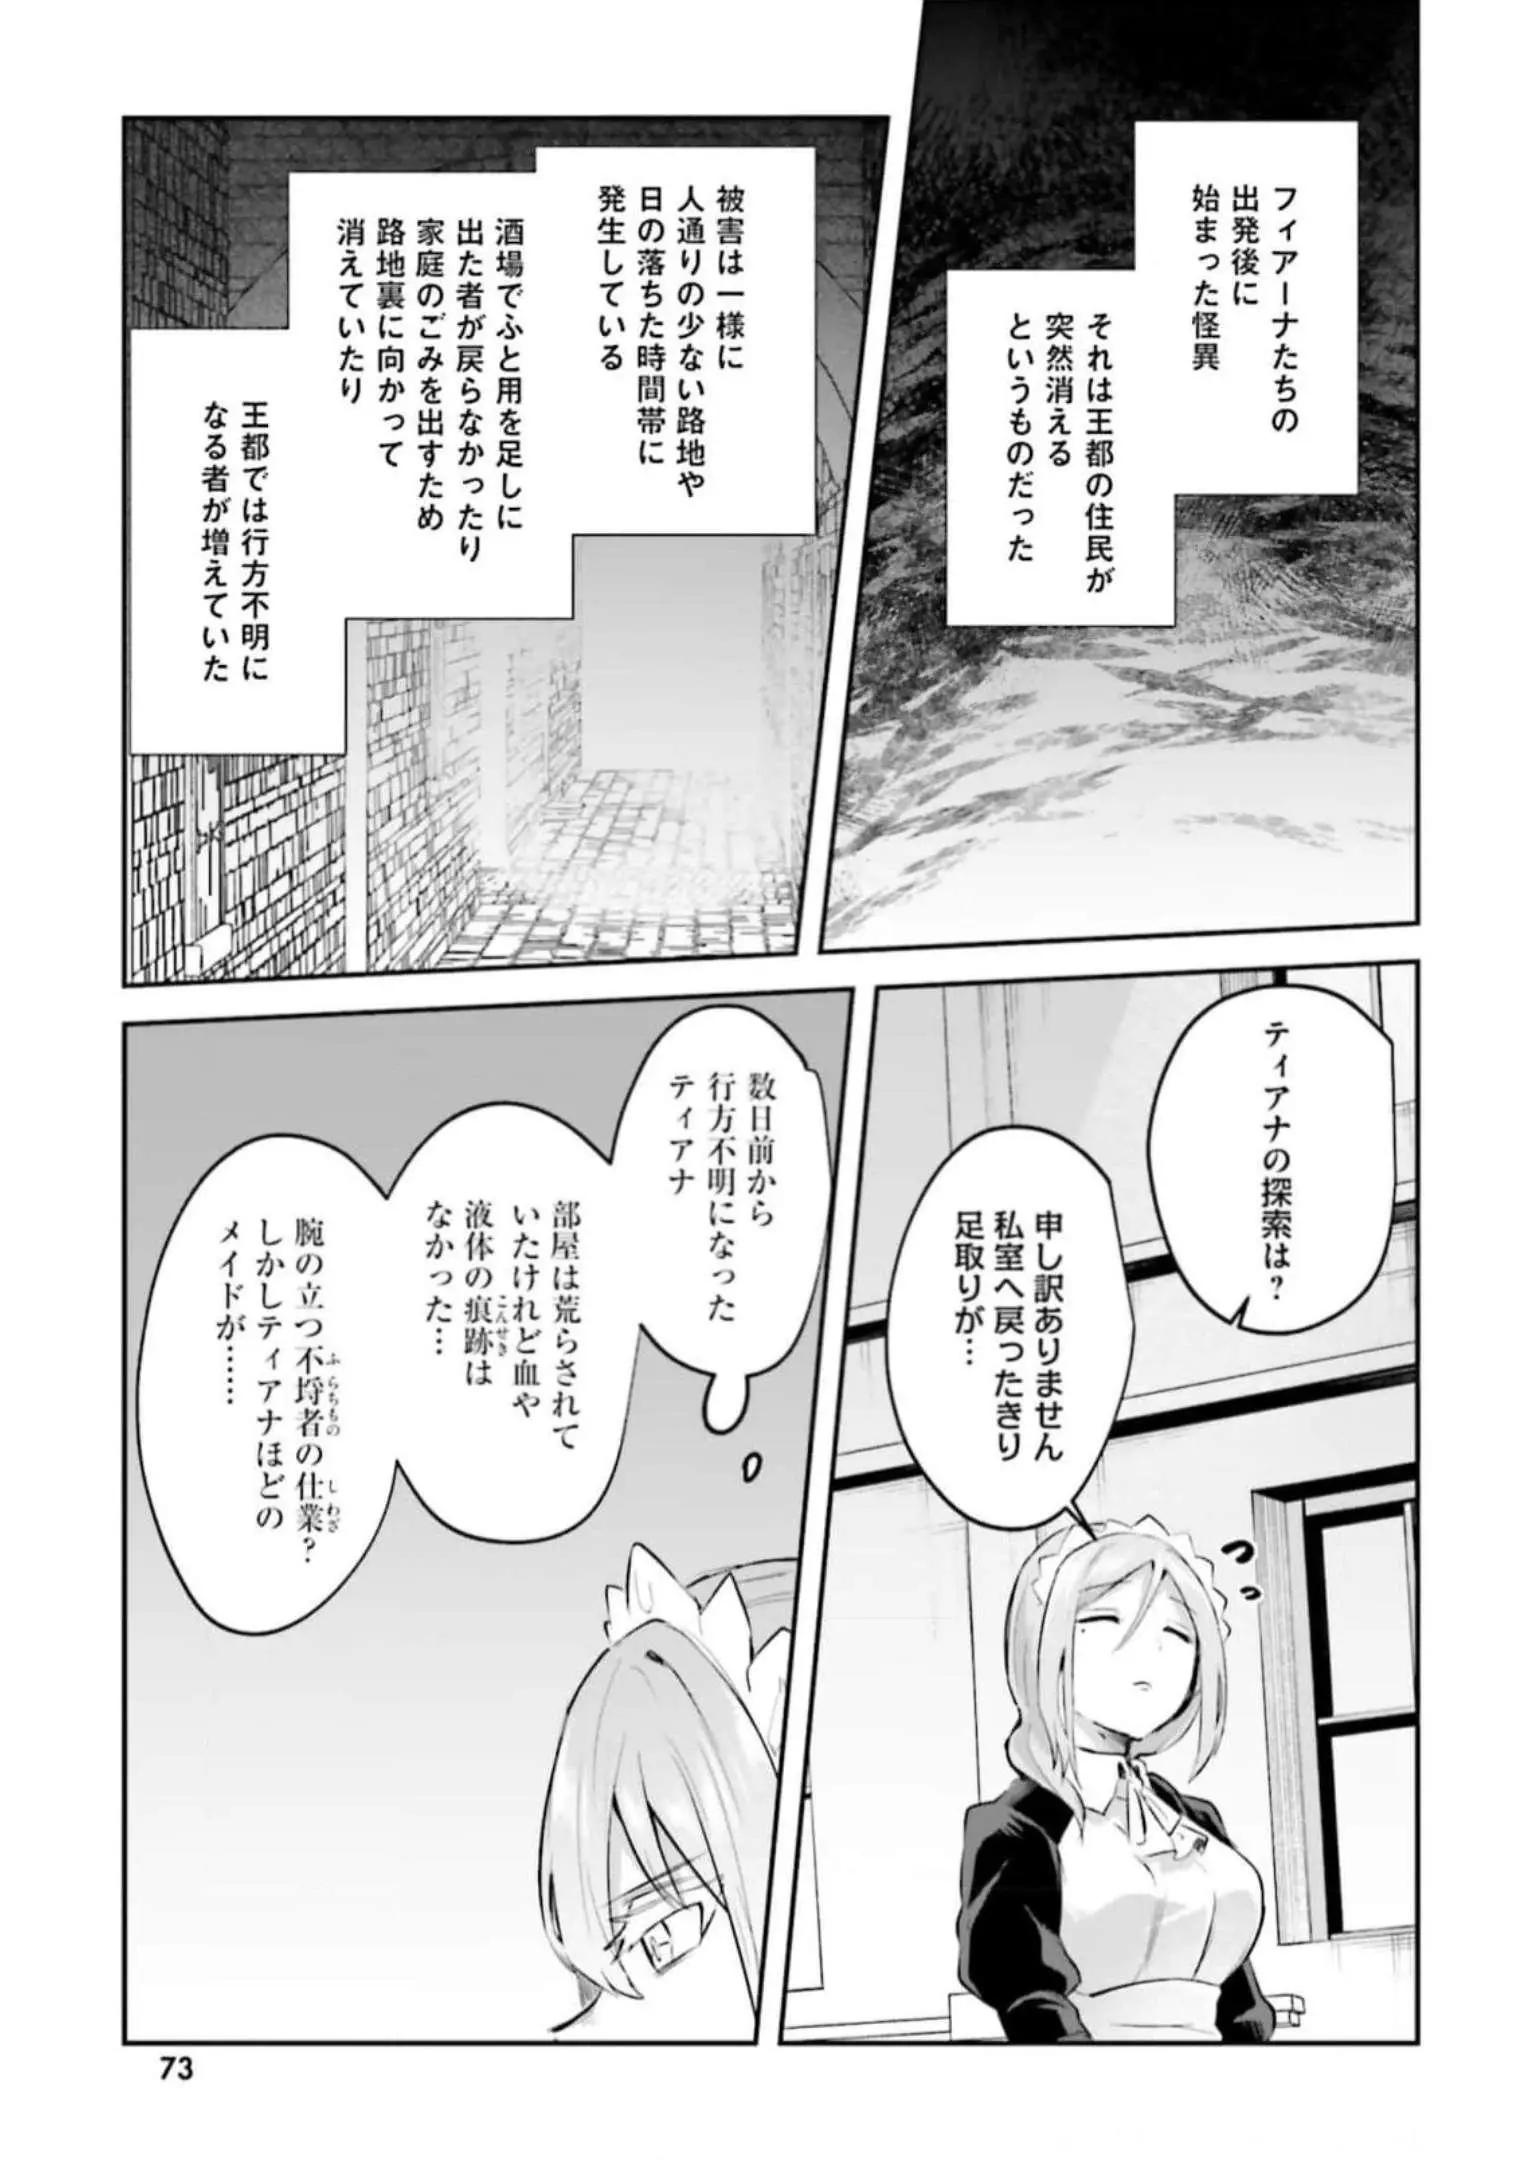 フィアーナたちの
出発後に
始まった怪異
それは王都の住民が
突然消える
というものだった
被害は一様に
人通りの少ない路地や
日の落ちた時間帯に
発生している
酒場でふと用を足しに
出た者が戻らなかったり
家庭のごみを出すため
路地裏に向かって
消えていたり
王都では行方不明に
なる者が増えていた
ティアナの探索は?
申し訳ありません
私室へ戻ったきり
足取りが…
数日前から
行方不明になった
ティアナ
部屋は荒らされて
いたけれど血や
液体の痕跡は
こんせき
なかった…
腕の立つ不埒者の仕業?
ふらちもの
しわざ
しかしティアナほどの
メイドが……
73